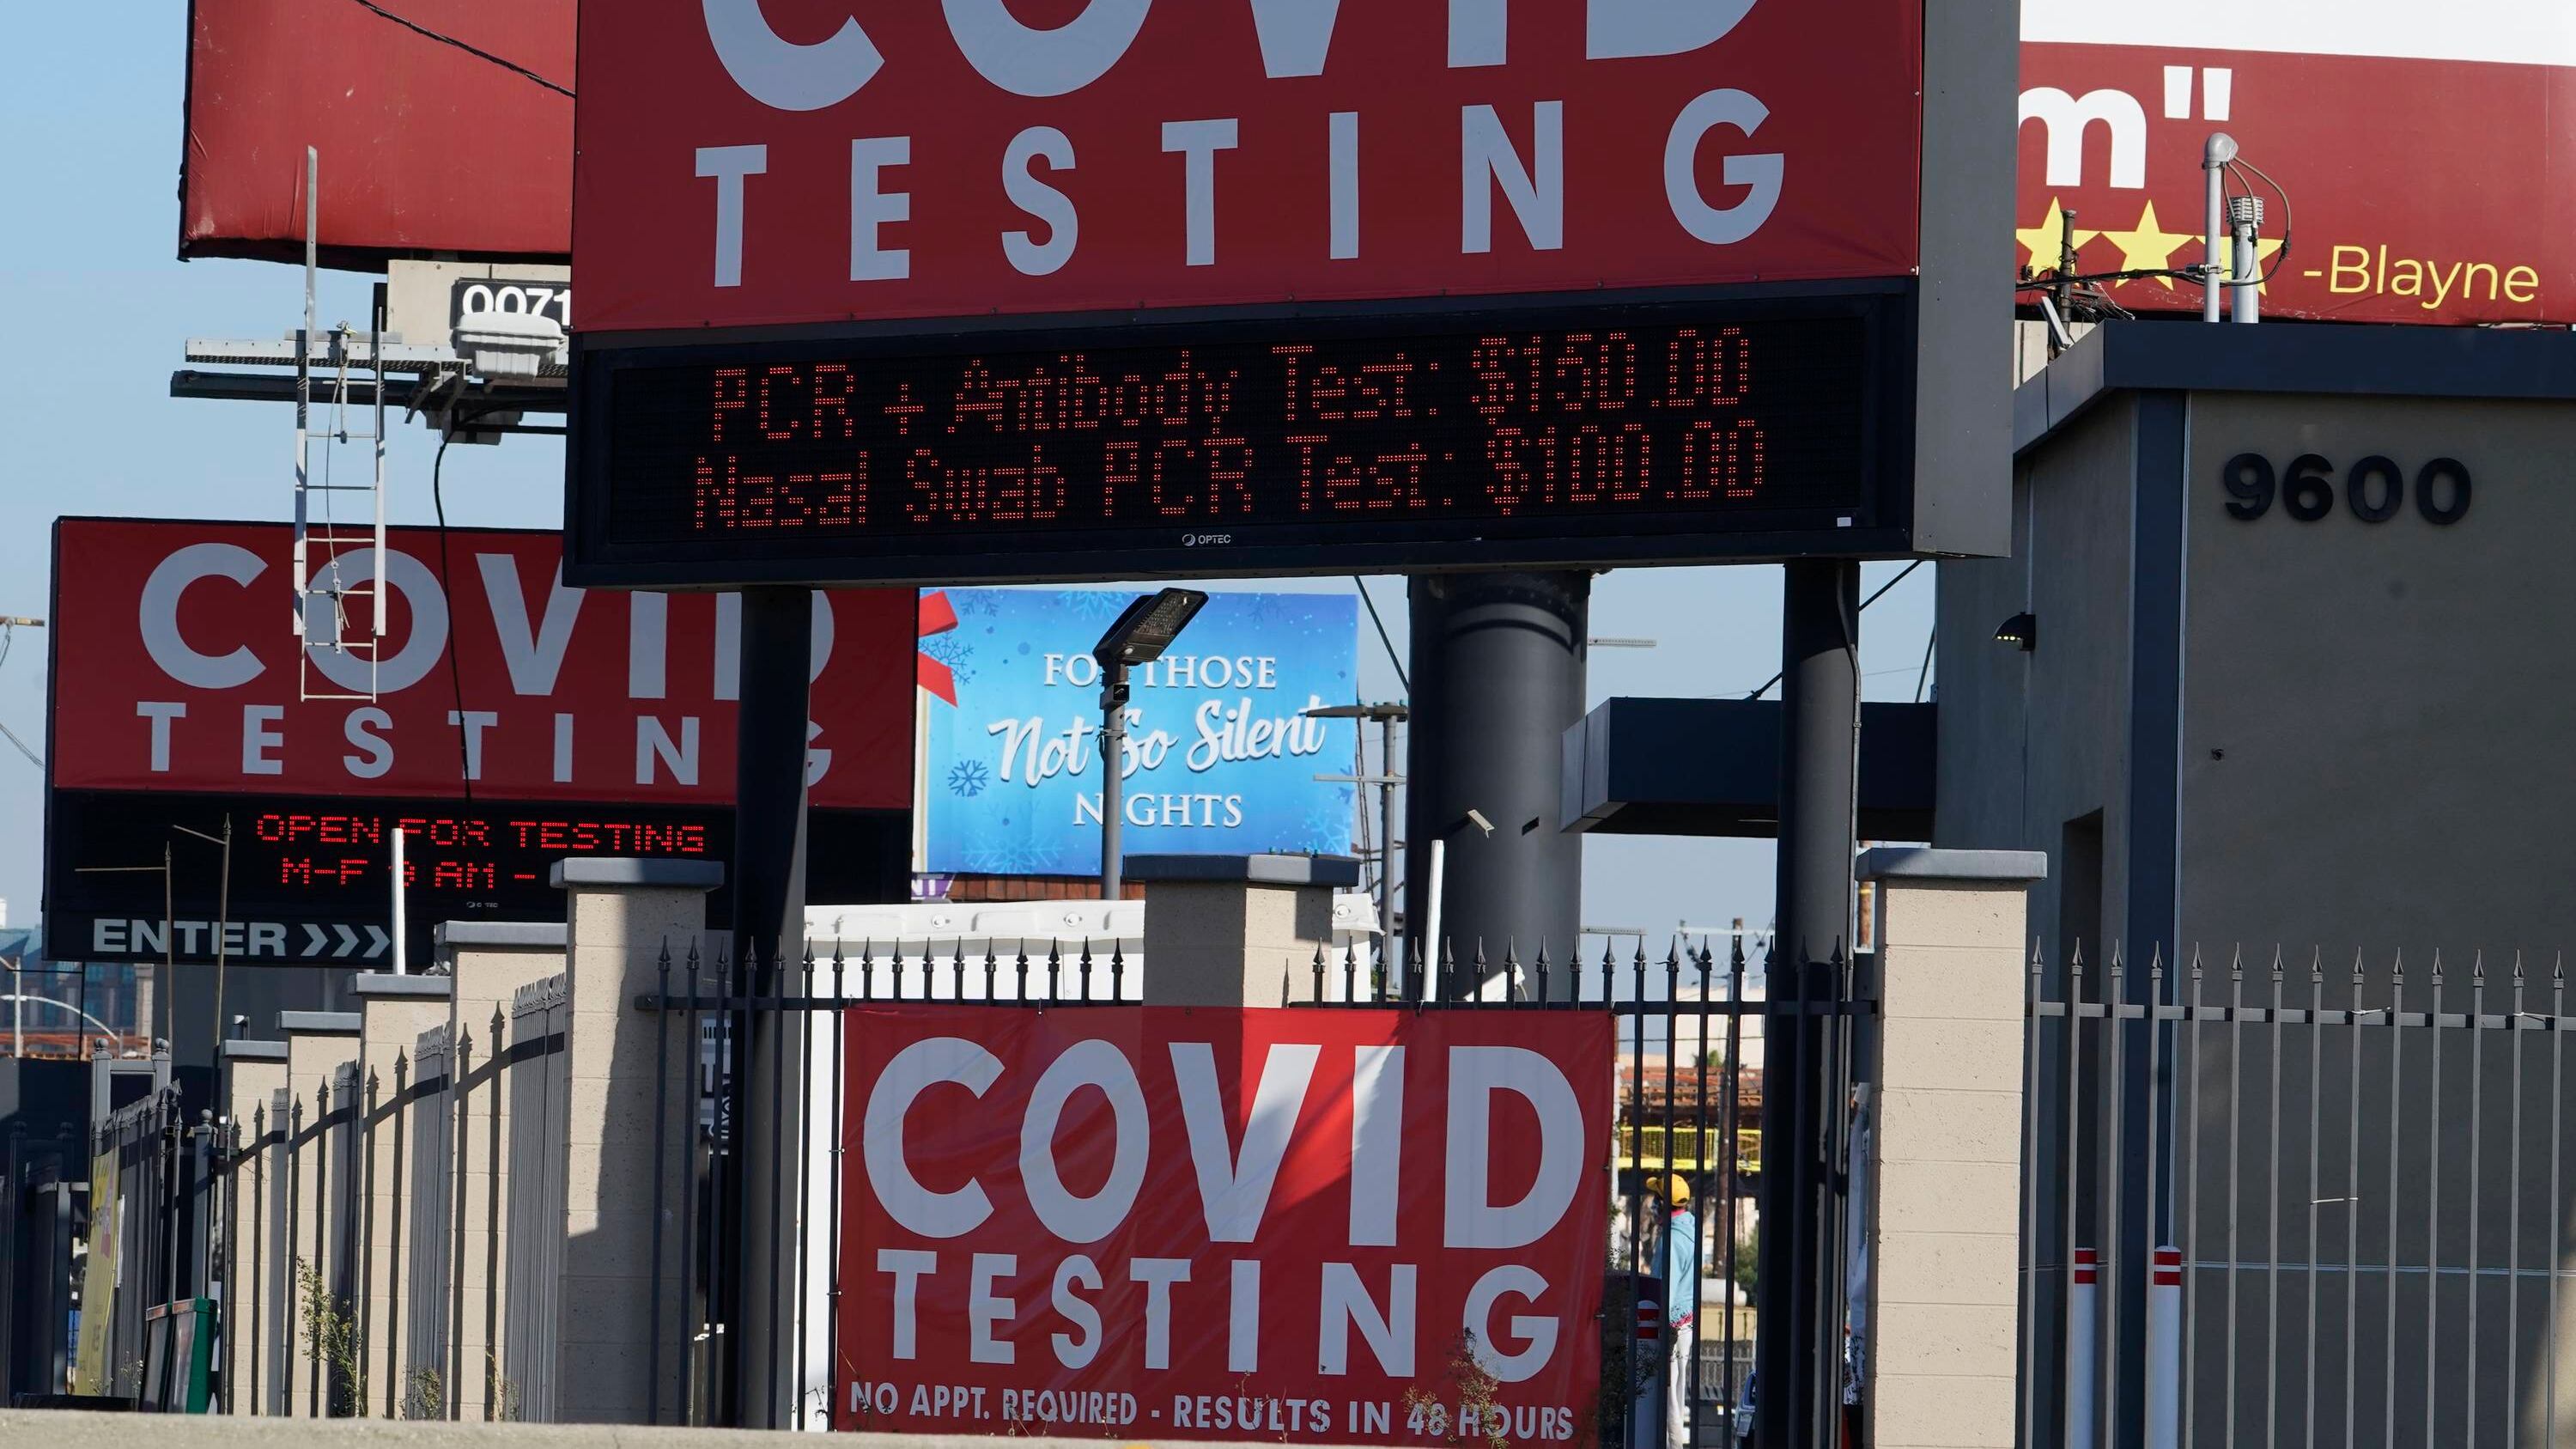 COVID
TESTING
PCR + Antibody Test: $150.00
Nasal Swab PCR Test: $100.00
OPTEC
m"
-Blayne
9600
0071
COVID
TESTING
OPEN FOR TESTING
M-F 9 AM -
ENTER >>>
FOR THOSE
Not So Silent
NIGHTS
COVID
TESTING
NO APPT. REQUIRED - RESULTS IN 48 HOURS